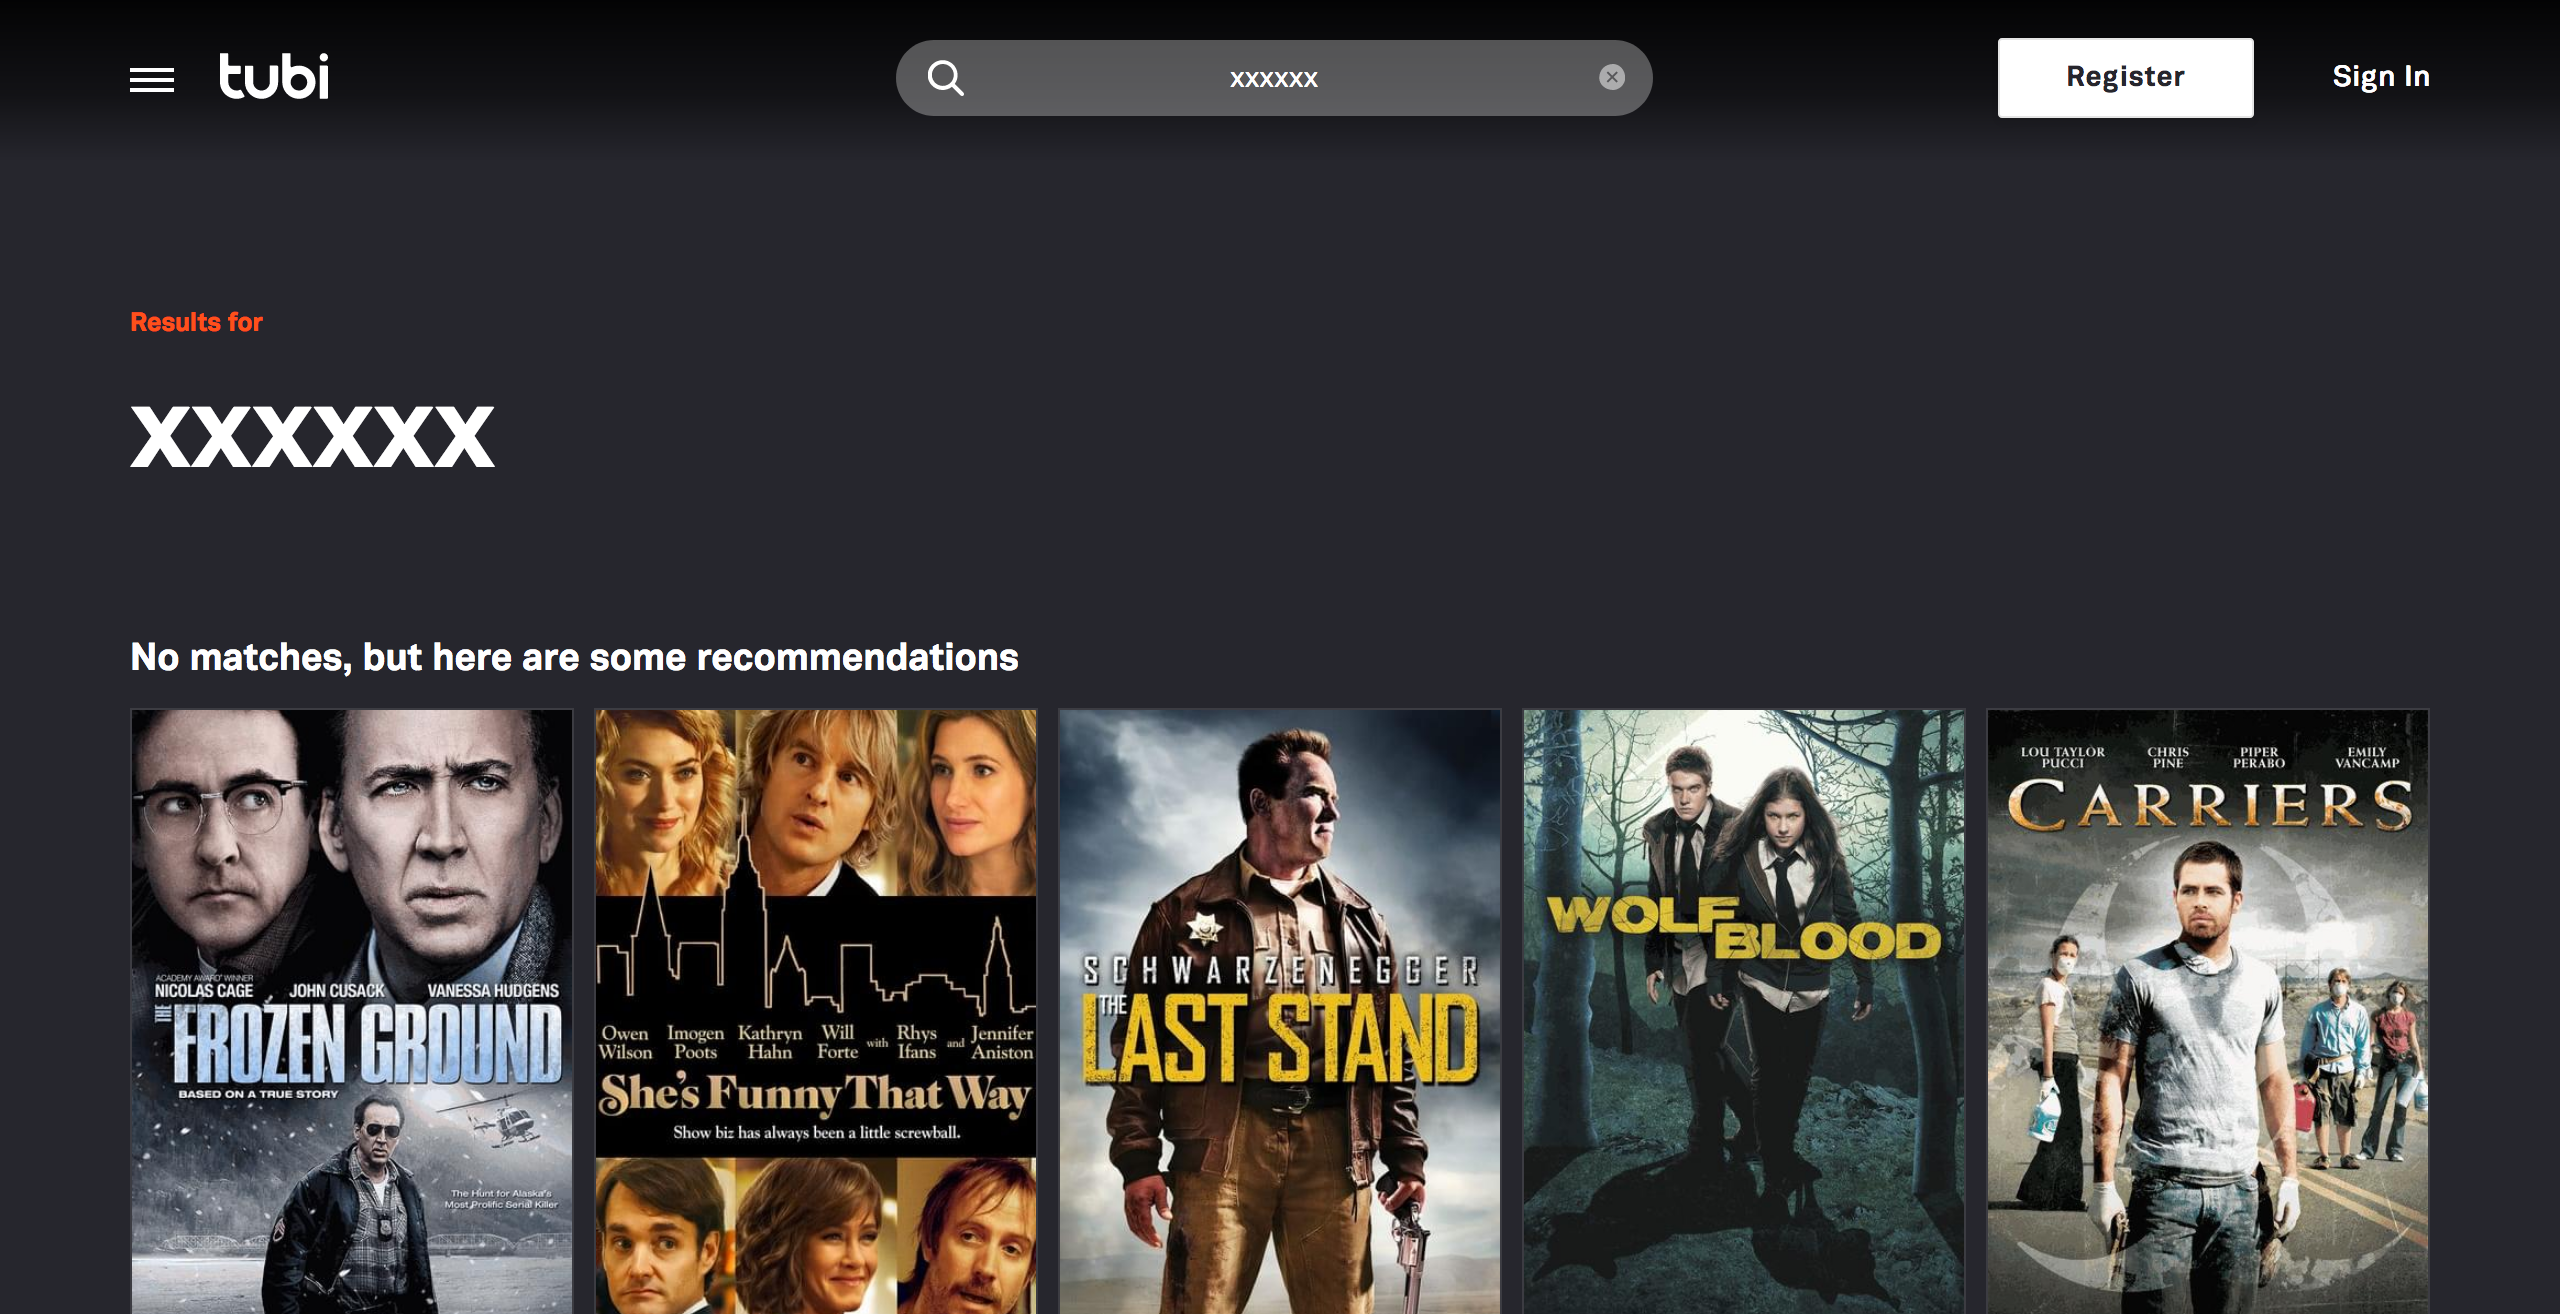 tubi
xxxxxx
Register
Sign In
Results for
xxxxxx
No matches, but here are some recommendations
ACADEMY AWARD® WINNER
NICOLAS CAGE JOHN CUSACK VANESSA HUDGENS
THE FROZEN GROUND
BASED ON A TRUE STORY
The Hunt for Alaska's
Most Prolific Serial Killer
Owen Wilson Imogen Poots Kathryn Hahn Will Forte with Rhys Ifans and Jennifer Aniston
She's Funny That Way
Show biz has always been a little screwball.
SCHWARZENEGGER
THE LAST STAND
WOLFBLOOD
LOU TAYLOR PUCCI CHRIS PINE PIPER PERABO EMILY VANCAMP
CARRIERS